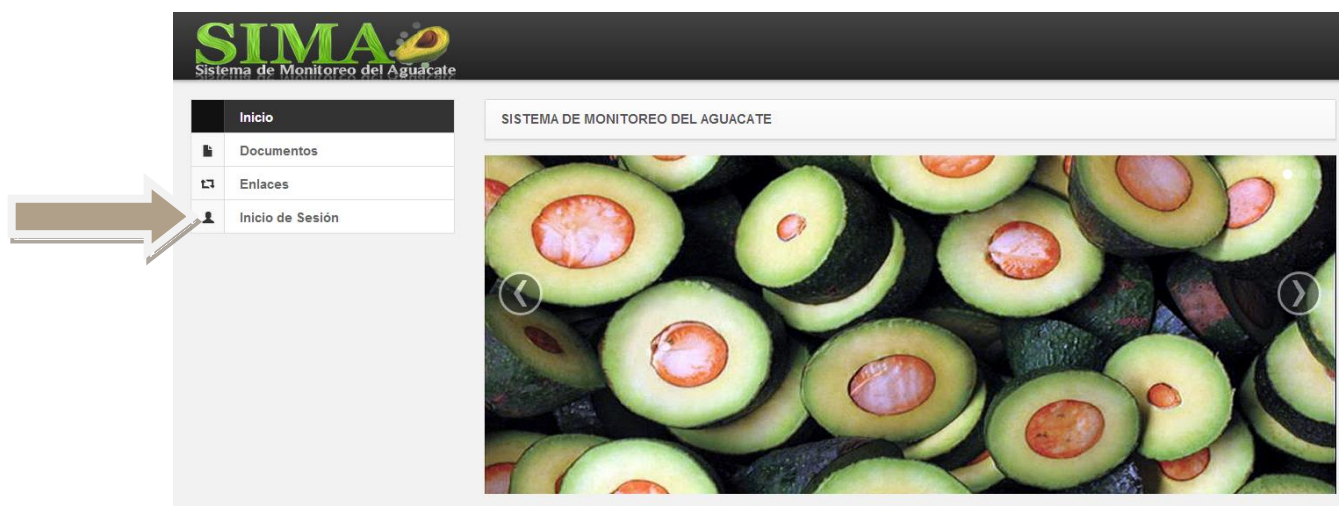 SIMA
Sistema de Monitoreo del Aguacate
Inicio
Documentos
Enlaces
Inicio de Sesión
SISTEMA DE MONITOREO DEL AGUACATE